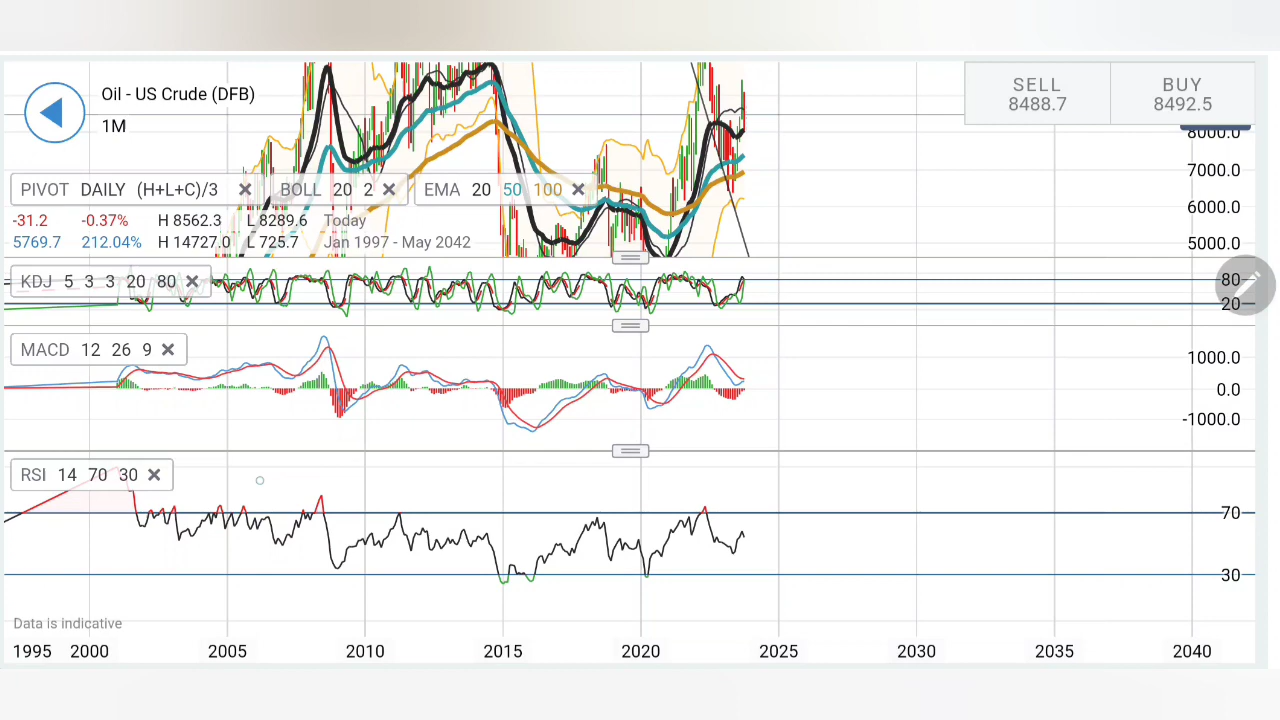 Oil - US Crude (DFB)
1M
SELL BUY
8488.7 8492.5
8000.0
7000.0
PIVOT DAILY (H+L+C)/3 BOLL 20 2 EMA 20 50 100
6000.0
-31.2 -0.37% H 8562.3 L 8289.6 Today
5769.7 212.04% H 14727.0 L 725.7 Jan 1997 - May 2042
5000.0
KDJ 5 3 3 20 80
80
20
MACD 12 26 9
1000.0
0.0
-1000.0
RSI 14 70 30
70
30
Data is indicative
1995 2000 2005 2010 2015 2020 2025 2030 2035 2040